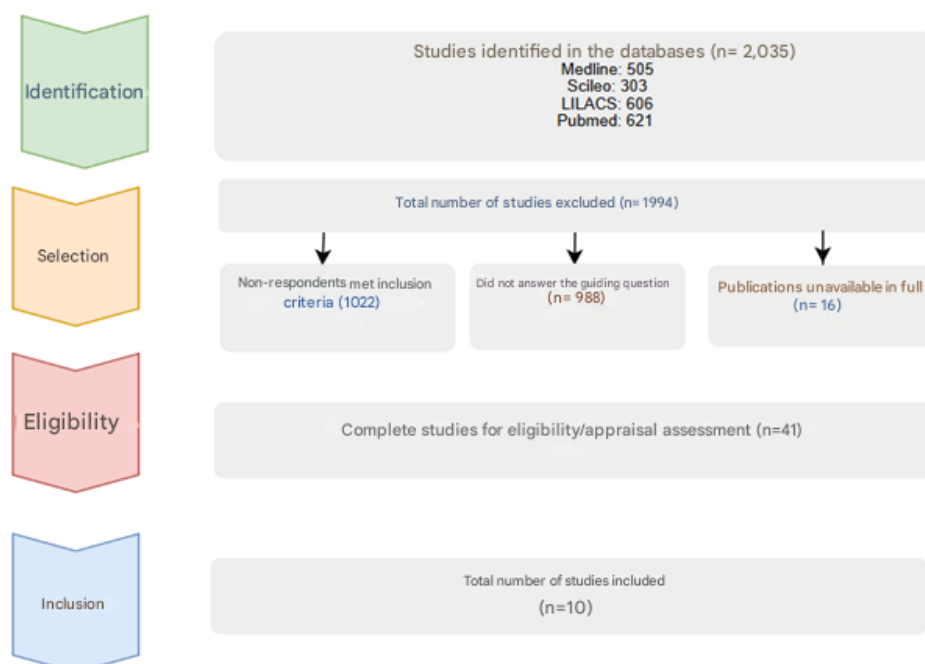 Identification
Studies identified in the databases (n= 2,035)
Medline: 505
Scileo: 303
LILACS: 606
Pubmed: 621
Selection
Total number of studies excluded (n= 1994)
Non-respondents met inclusion
criteria (1022)
Did not answer the guiding question
(n= 988)
Publications unavailable in full
(n= 16)
Eligibility
Complete studies for eligibility/appraisal assessment (n=41)
Inclusion
Total number of studies included
(n=10)